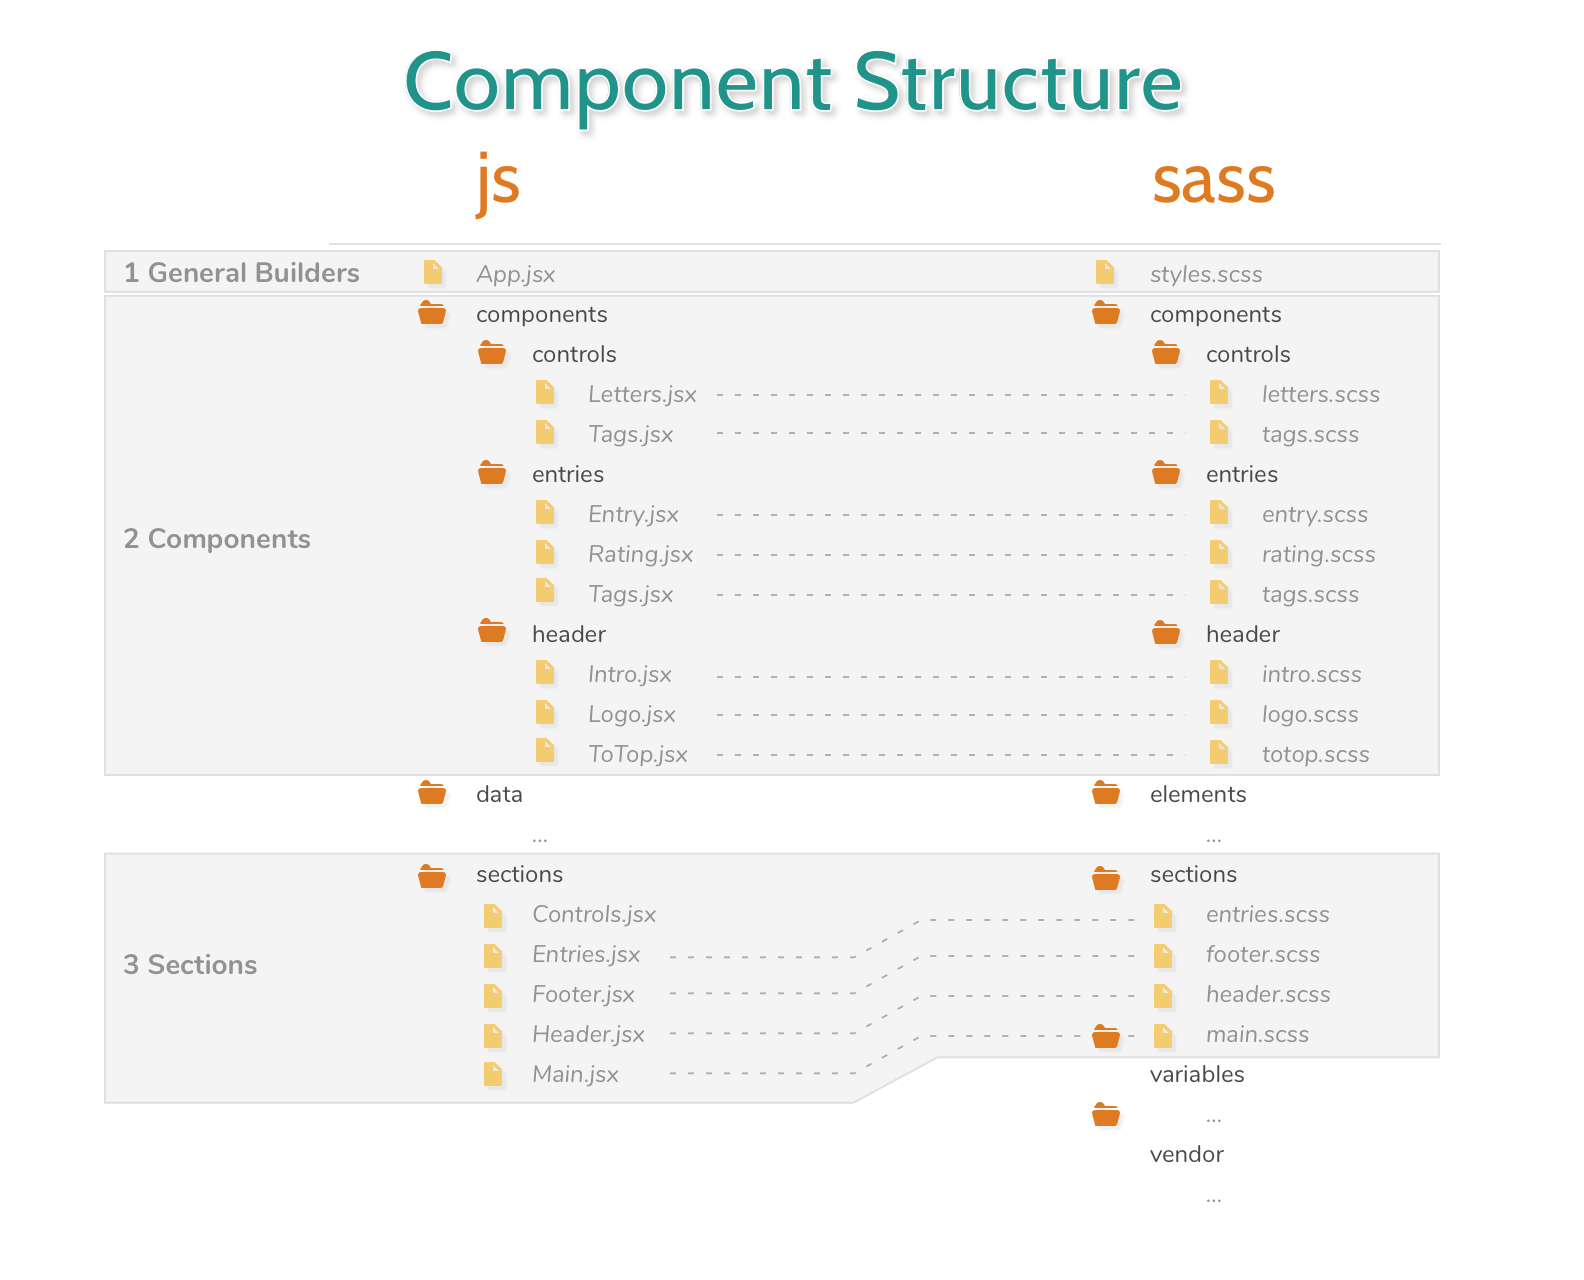 Component Structure
js sass
1 General Builders App.jsx styles.scss
components components
controls controls
Letters.jsx letters.scss
Tags.jsx tags.scss
entries entries
Entry.jsx entry.scss
2 Components
Rating.jsx rating.scss
Tags.jsx tags.scss
header header
Intro.jsx intro.scss
Logo.jsx logo.scss
ToTop.jsx totop.scss
data elements
... ...
sections sections
Controls.jsx entries.scss
Entries.jsx footer.scss
3 Sections
Footer.jsx header.scss
Header.jsx main.scss
Main.jsx variables
...
vendor
...